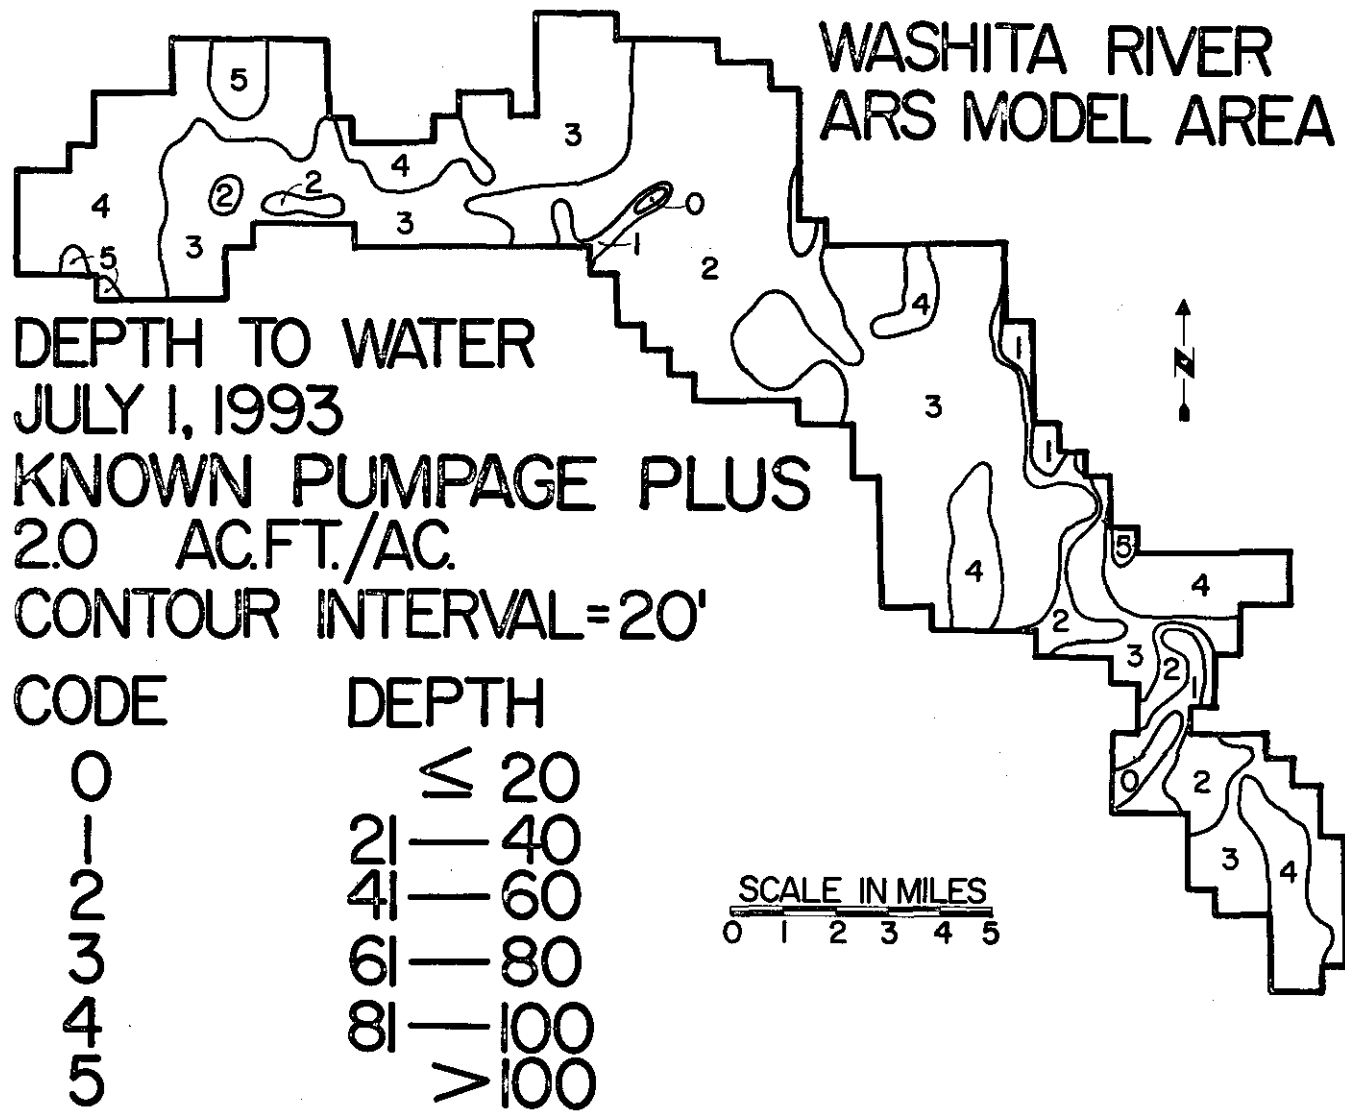 WASHITA RIVER
ARS MODEL AREA
5
3
4
2
2
0
4
3
3
1
5
2
4
1
3
1
N
DEPTH TO WATER
JULY 1, 1993
KNOWN PUMPAGE PLUS
2.0 AC.FT./AC.
CONTOUR INTERVAL=20'
5
4
4
2
3
2
1
0
2
3
4
CODE DEPTH
0 ≤ 20
1 21—40
2 41—60
3 61—80
4 81—100
5 >100
SCALE IN MILES
0 1 2 3 4 5